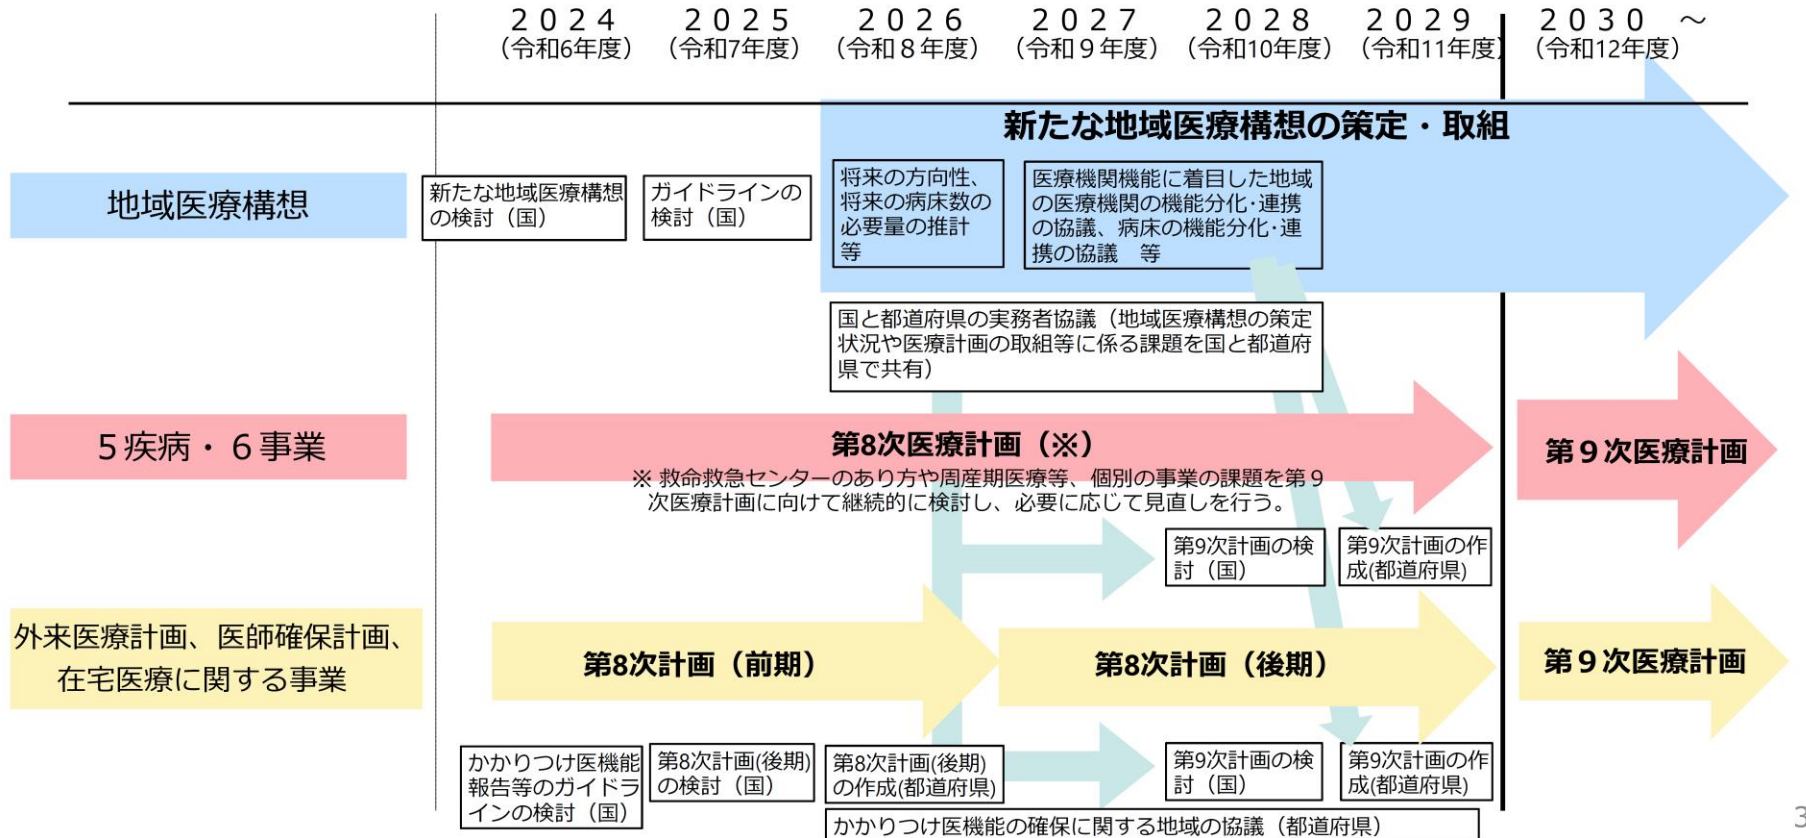 ２０２４
２０２５
２０２６
２０２７
２０２８
２０２９
２０３０　～
（令和6年度）
（令和7年度）
（令和８年度）
（令和９年度）
（令和10年度）
（令和11年度）
（令和12年度）
新たな地域医療構想の策定・取組
地域医療構想
新たな地域医療構想
の検討（国）
ガイドラインの
検討（国）
将来の方向性、
将来の病床数の
必要量の推計
等
医療機関機能に着目した地域
の医療機関の機能分化･連携
の協議、病床の機能分化･連
携の協議　等
国と都道府県の実務者協議（地域医療構想の策定
状況や医療計画の取組等に係る課題を国と都道府
県で共有）
５疾病・６事業
第8次医療計画（※）
※ 救命救急センターのあり方や周産期医療等、個別の事業の課題を第９
次医療計画に向けて継続的に検討し、必要に応じて見直しを行う。
第９次医療計画
第9次計画の検
討（国）
第9次計画の作
成(都道府県)
外来医療計画、医師確保計画、
在宅医療に関する事業
第8次計画（前期）
第8次計画（後期）
第９次医療計画
かかりつけ医機能
報告等のガイドラ
インの検討（国）
第8次計画(後期)
の検討（国）
第8次計画(後期)
の作成(都道府県)
第9次計画の検
討（国）
第9次計画の作
成(都道府県)
かかりつけ医機能の確保に関する地域の協議（都道府県）
3